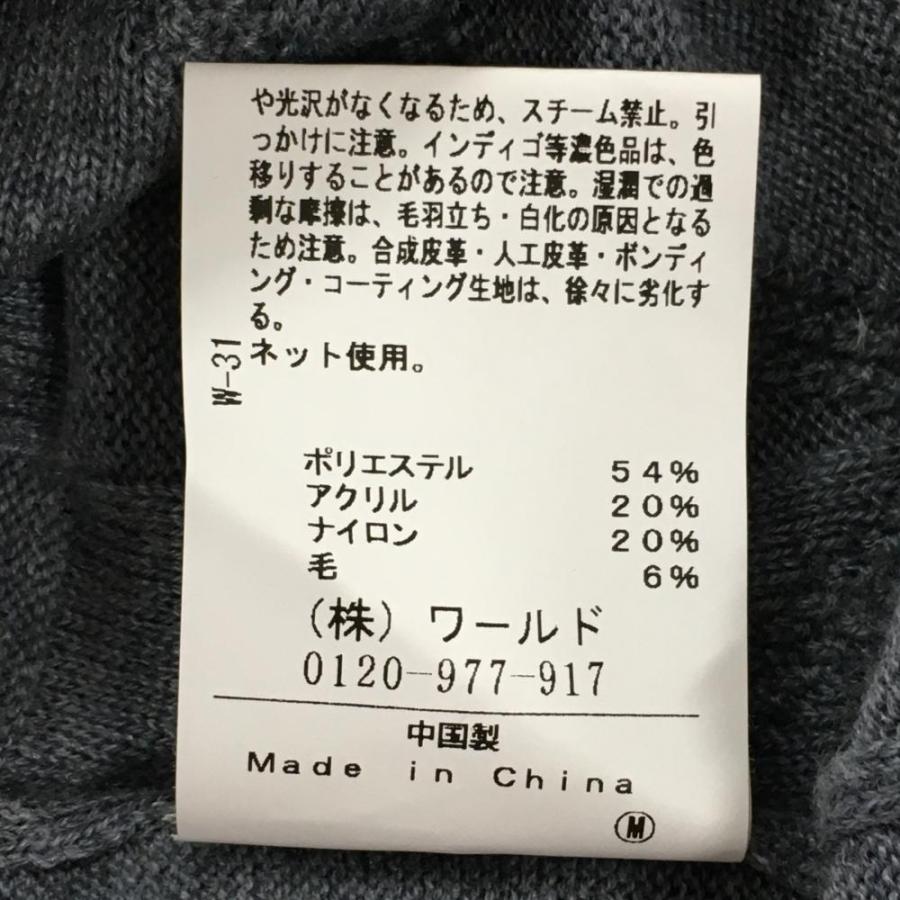 や光沢がなくなるため、スチーム禁止。引
っかけに注意。インディゴ等濃色品は、色
移りすることがあるので注意。湿潤での過
剰な摩擦は、毛羽立ち・白化の原因となる
ため注意。合成皮革・人工皮革・ボンディ
ング・コーティング生地は、徐々に劣化す
る。
ネット使用。
W-31
ポリエステル 54%
アクリル 20%
ナイロン 20%
毛 6%
(株) ワールド
0120-977-917
中国製
Made in China
M